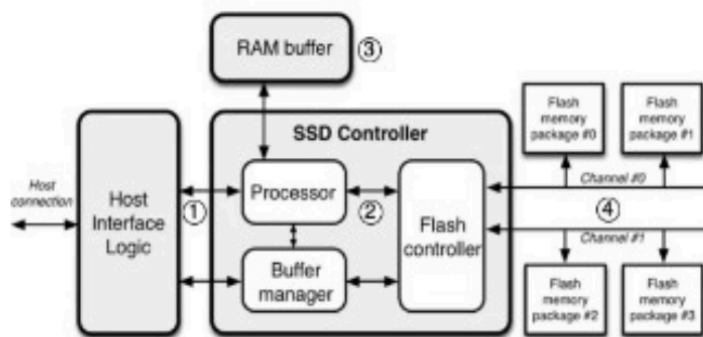 RAM buffer
③
SSD Controller
Host
connection
Host
Interface
Logic
①
Processor
②
Buffer
manager
Flash
controller
Flash
memory
package #0
Flash
memory
package #1
Channel #0
④
Channel #1
Flash
memory
package #2
Flash
memory
package #3